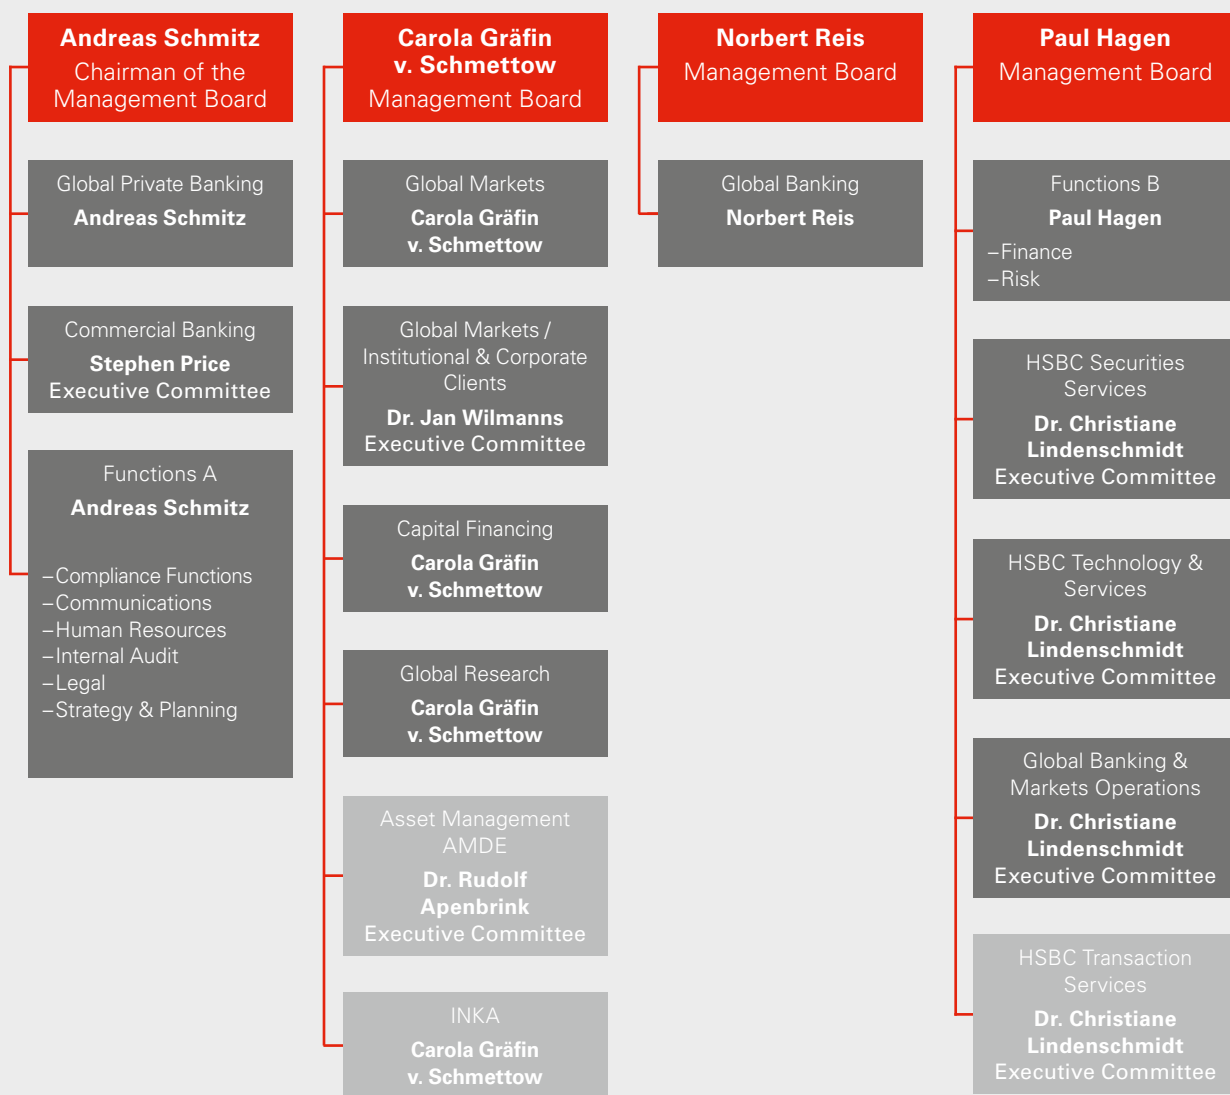 Andreas Schmitz
Chairman of the
Management Board
Global Private Banking
Andreas Schmitz
Commercial Banking
Stephen Price
Executive Committee
Functions A
Andreas Schmitz
–Compliance Functions
–Communications
–Human Resources
–Internal Audit
–Legal
–Strategy & Planning
Carola Gräfin
v. Schmettow
Management Board
Global Markets
Carola Gräfin
v. Schmettow
Global Markets /
Institutional & Corporate
Clients
Dr. Jan Wilmanns
Executive Committee
Capital Financing
Carola Gräfin
v. Schmettow
Global Research
Carola Gräfin
v. Schmettow
Asset Management
AMDE
Dr. Rudolf
Apenbrink
Executive Committee
INKA
Carola Gräfin
v. Schmettow
Norbert Reis
Management Board
Global Banking
Norbert Reis
Paul Hagen
Management Board
Functions B
Paul Hagen
–Finance
–Risk
HSBC Securities
Services
Dr. Christiane
Lindenschmidt
Executive Committee
HSBC Technology &
Services
Dr. Christiane
Lindenschmidt
Executive Committee
Global Banking &
Markets Operations
Dr. Christiane
Lindenschmidt
Executive Committee
HSBC Transaction
Services
Dr. Christiane
Lindenschmidt
Executive Committee